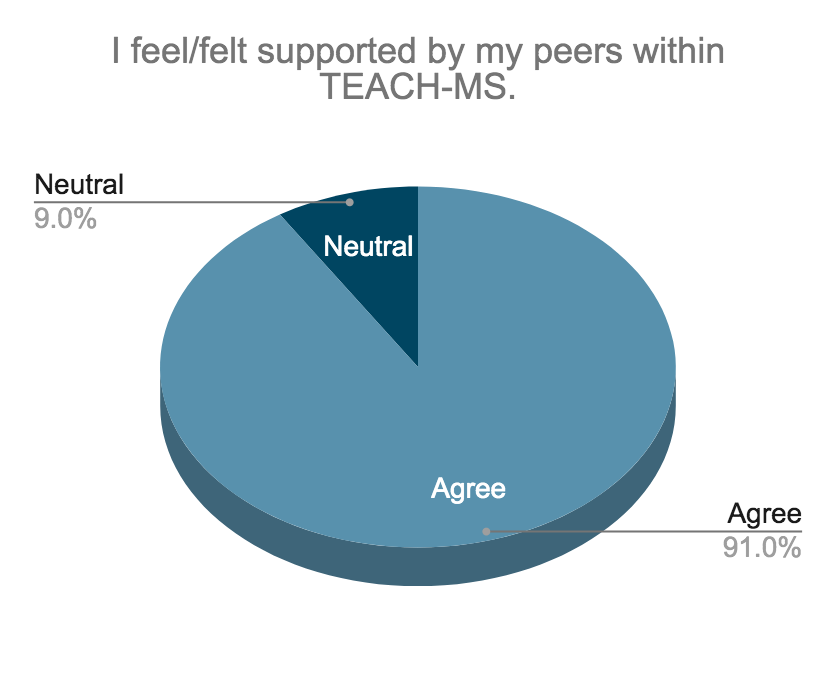 I feel/felt supported by my peers within
TEACH-MS.
Neutral
9.0%
Neutral
Agree
Agree
91.0%